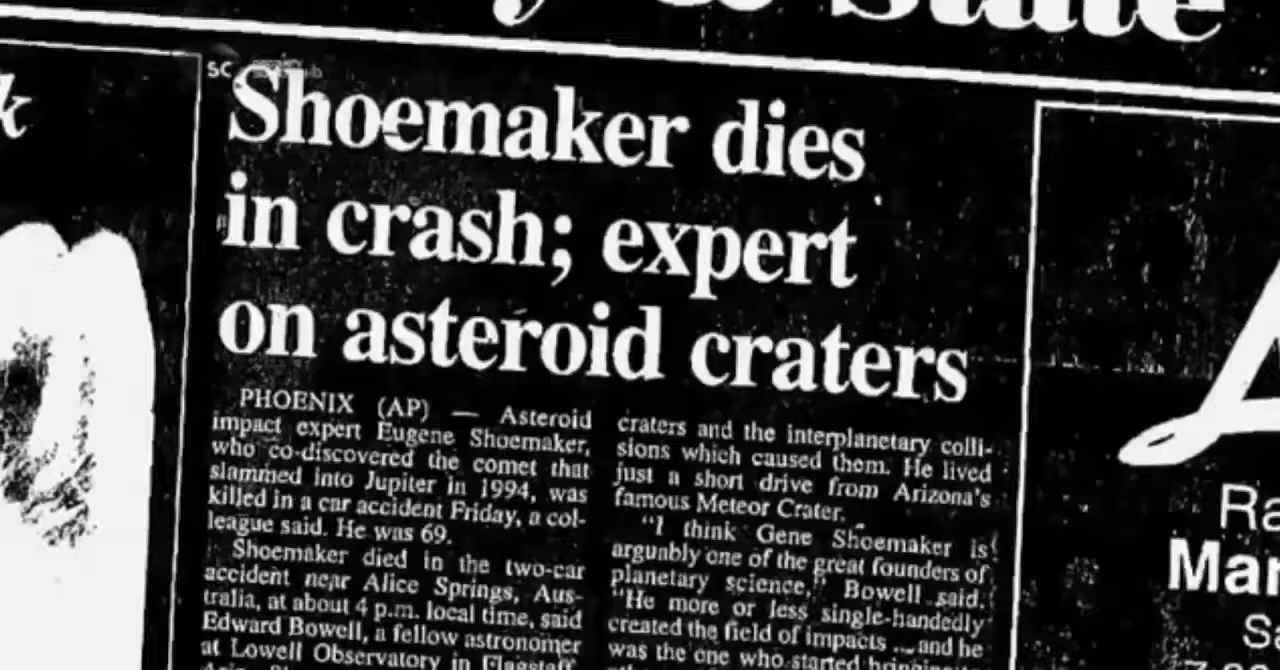 & State
k
SC
Shoemaker dies
in crash; expert
on asteroid craters
PHOENIX (AP) — Asteroid
impact expert Eugene Shoemaker,
who co-discovered the comet that
slammed into Jupiter in 1994, was
killed in a car accident Friday, a col-
league said. He was 69.
Shoemaker died in the two-car
accident near Alice Springs, Aus-
tralia, at about 4 p.m. local time, said
Edward Bowell, a fellow astronomer
at Lowell Observatory in Flagstaff,
craters and the interplanetary colli-
sions which caused them. He lived
just a short drive from Arizona's
famous Meteor Crater.
"I think Gene Shoemaker is
arguably one of the great founders of
planetary science," Bowell said.
"He more or less single-handedly
created the field of impacts ... and he
was the one who started
Ra
Mar